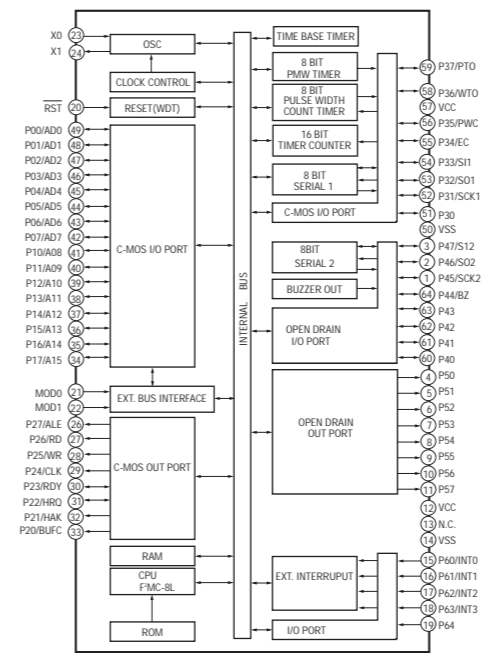 X0 23
X1 24
OSC
CLOCK CONTROL
RST 20
RESET(WDT)
P00/AD0 49
P01/AD1 48
P02/AD2 47
P03/AD3 46
P04/AD4 45
P05/AD5 44
P06/AD6 43
P07/AD7 42
P10/A08 41
P11/A09 40
P12/A10 39
P13/A11 38
P14/A12 37
P15/A13 36
P16/A14 35
P17/A15 34
C-MOS I/O PORT
MOD0 21
MOD1 22
EXT. BUS INTERFACE
P27/ALE 26
P26/RD 27
P25/WR 28
P24/CLK 29
P23/RDY 30
P22/HRQ 31
P21/HAK 32
P20/BUFC 33
C-MOS OUT PORT
RAM
CPU
F²MC-8L
ROM
INTERNAL BUS
TIME BASE TIMER
8 BIT
PMW TIMER
8 BIT
PULSE WIDTH
COUNT TIMER
16 BIT
TIMER COUNTER
8 BIT
SERIAL 1
C-MOS I/O PORT
59 P37/PTO
58 P36/WTO
57 VCC
56 P35/PWC
55 P34/EC
54 P33/SI1
53 P32/SO1
52 P31/SCK1
51 P30
50 VSS
8BIT
SERIAL 2
BUZZER OUT
OPEN DRAIN
I/O PORT
3 P47/S12
2 P46/SO2
1 P45/SCK2
64 P44/BZ
63 P43
62 P42
61 P41
60 P40
OPEN DRAIN
OUT PORT
4 P50
5 P51
6 P52
7 P53
8 P54
9 P55
10 P56
11 P57
12 VCC
13 N.C.
14 VSS
EXT. INTERRUPUT
I/O PORT
15 P60/INT0
16 P61/INT1
17 P62/INT2
18 P63/INT3
19 P64